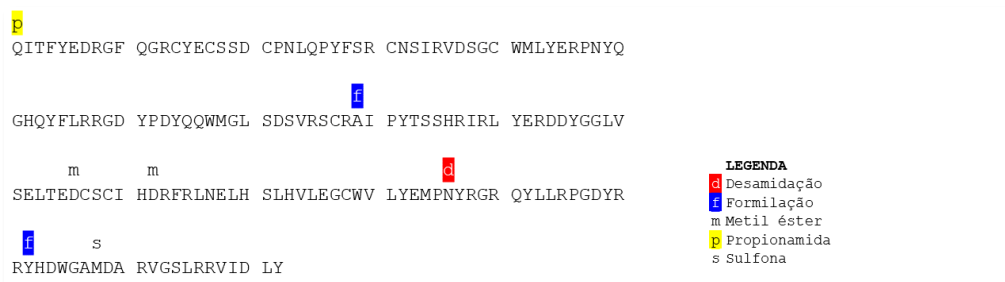 p
QITFYEDRGF QGRCYECSSD CPNLQPYFSR CNSIRVDSGC WMLYERPNYQ
f
GHQYFLRRGD YPDYQQWMGL SDSVRSCRAI PYTSSHRIRL YERDDYGGLV
m m d
SELTEDCSCI HDRFRLNELH SLHVLEGCWV LYEMPNYRGR QYLLRPGDYR
f s
RYHDWGAMDA RVGSLRRVID LY
LEGENDA
d Desamidação
f Formilação
m Metil éster
p Propionamida
s Sulfona